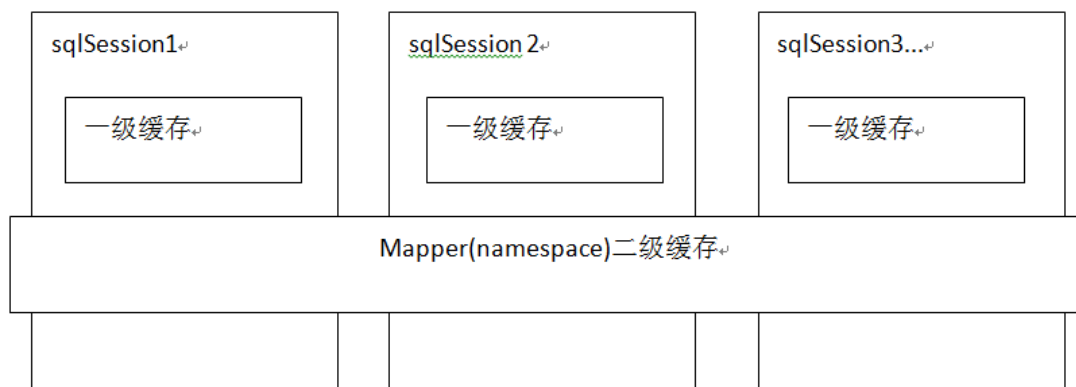 sqlSession1
sqlSession 2
sqlSession3...
一级缓存
一级缓存
一级缓存
Mapper(namespace)二级缓存